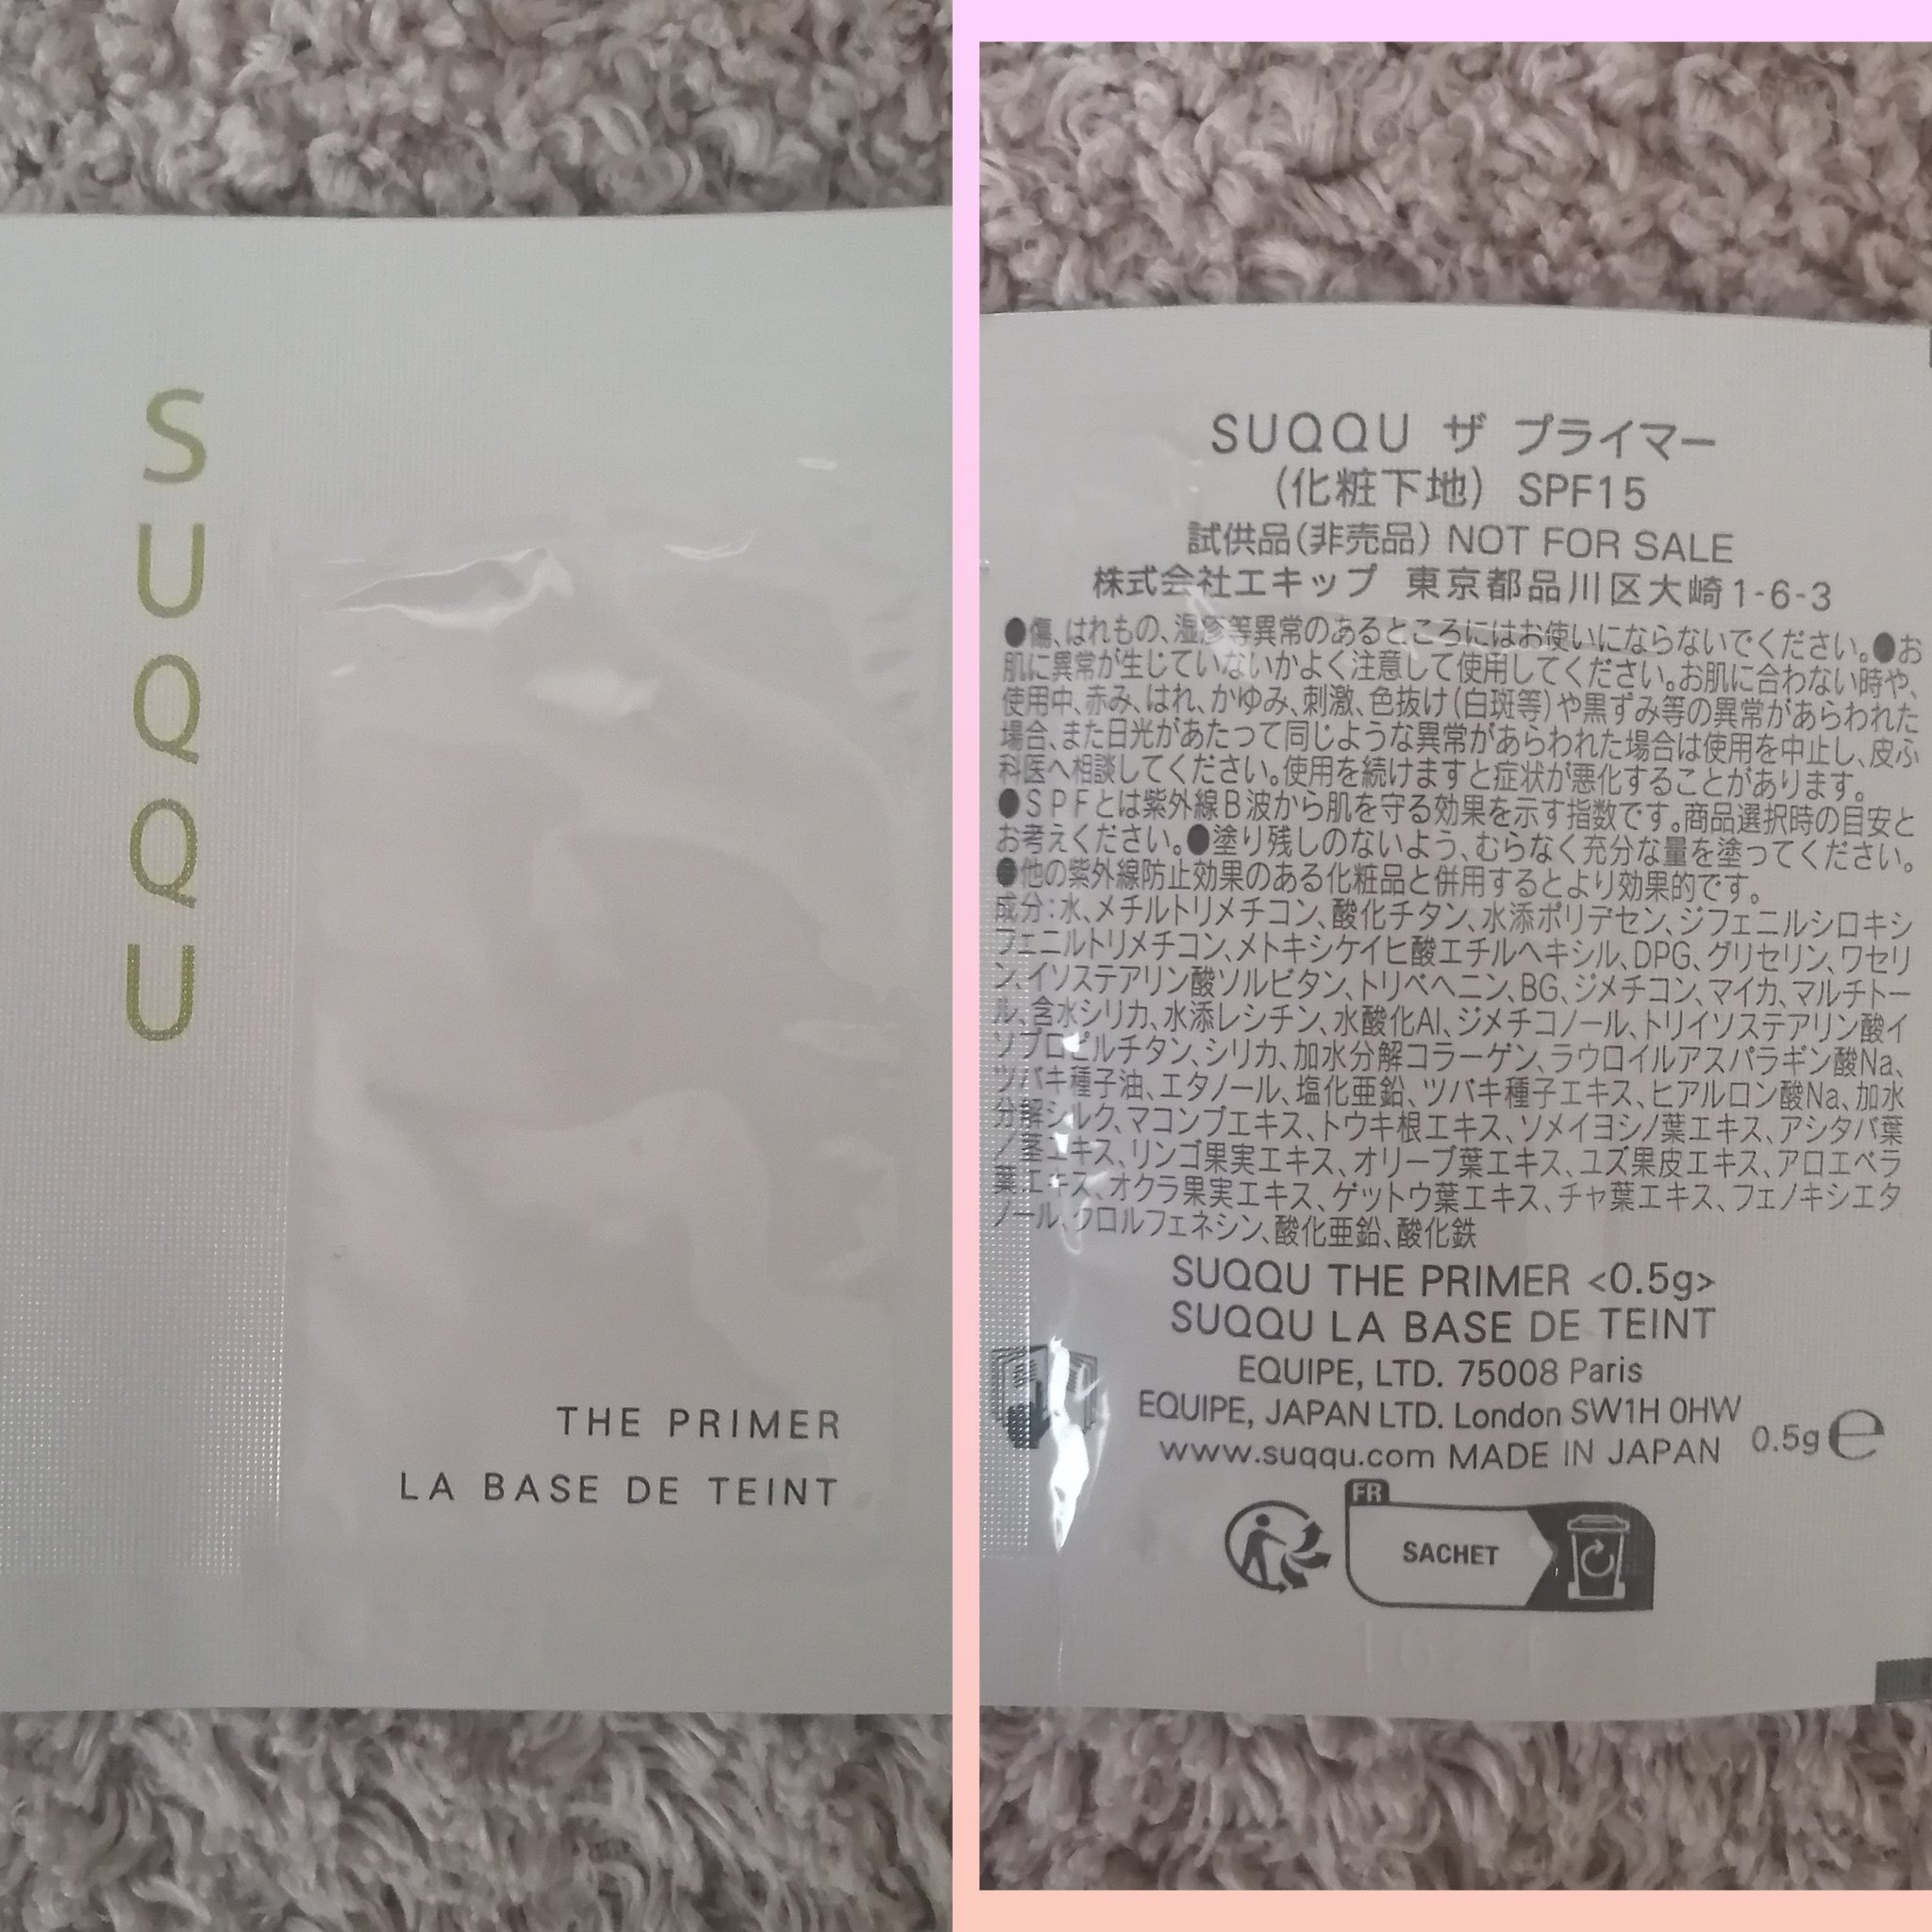 SUQQU
THE PRIMER
LA BASE DE TEINT
SUQQU ザ プライマー
(化粧下地) SPF15
試供品(非売品) NOT FOR SALE
株式会社エキップ 東京都品川区大崎1-6-3
●傷、はれもの、湿疹等異常のあるところにはお使いにならないでください。●お
肌に異常が生じていないかよく注意して使用してください。お肌に合わない時や、
使用中、赤み、はれ、かゆみ、刺激、色抜け(白斑等)や黒ずみ等の異常があらわれた
場合、また日光があたって同じような異常があらわれた場合は使用を中止し、皮ふ
科医へ相談してください。使用を続けますと症状が悪化することがあります。
●SPFとは紫外線B波から肌を守る効果を示す指数です。商品選択時の目安と
お考えください。●塗り残しのないよう、むらなく充分な量を塗ってください。
●他の紫外線防止効果のある化粧品と併用するとより効果的です。
成分:水、メチルトリメチコン、酸化チタン、水添ポリデセン、ジフェニルシロキシ
フェニルトリメチコン、メトキシケイヒ酸エチルヘキシル、DPG、グリセリン、ワセリ
ン、イソステアリン酸ソルビタン、トリベヘニン、BG、ジメチコン、マイカ、マルチトー
ル、含水シリカ、水添レシチン、水酸化Al、ジメチコノール、トリイソステアリン酸イ
ソプロピルチタン、シリカ、加水分解コラーゲン、ラウロイルアスパラギン酸Na、
ツバキ種子油、エタノール、塩化亜鉛、ツバキ種子エキス、ヒアルロン酸Na、加水
分解シルク、マコンブエキス、トウキ根エキス、ソメイヨシノ葉エキス、アシタバ葉
/茎エキス、リンゴ果実エキス、オリーブ葉エキス、ユズ果皮エキス、アロエベラ
葉エキス、オクラ果実エキス、ゲットウ葉エキス、チャ葉エキス、フェノキシエタ
ノール、クロルフェネシン、酸化亜鉛、酸化鉄
SUQQU THE PRIMER <0.5g>
SUQQU LA BASE DE TEINT
EQUIPE, LTD. 75008 Paris
EQUIPE, JAPAN LTD. London SW1H 0HW
www.suqqu.com MADE IN JAPAN 0.5g e
FR
SACHET